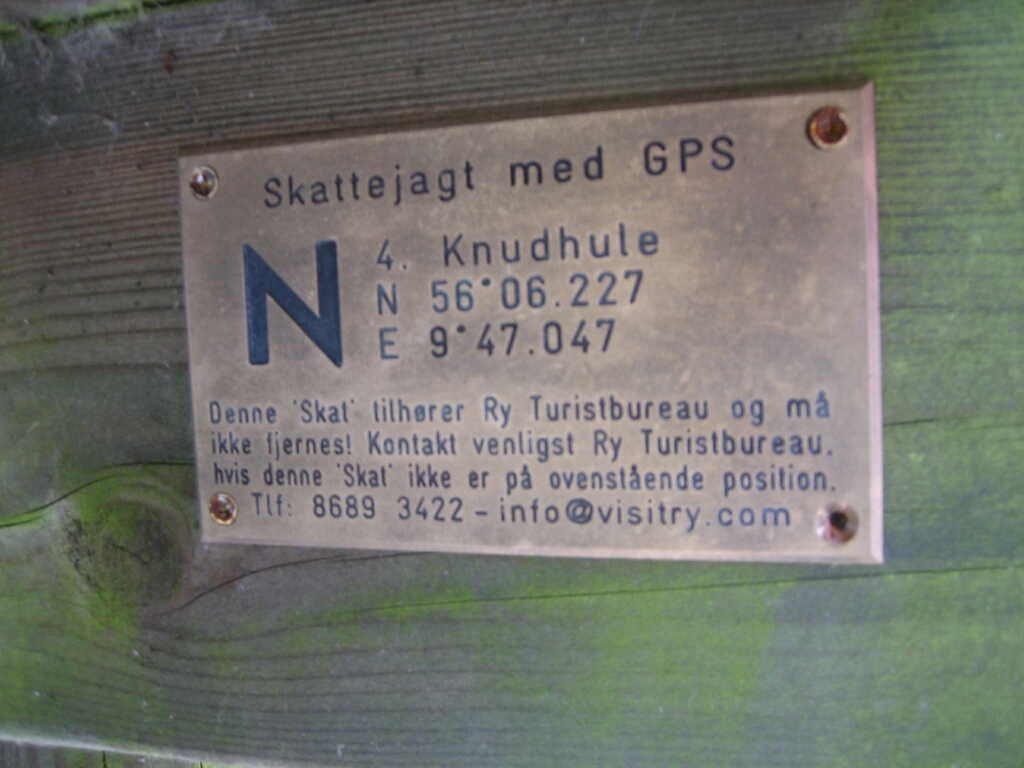 Skattejagt med GPS
N
4. Knudhule
N 56°06.227
E 9°47.047
Denne 'Skat' tilhører Ry Turistbureau og må
ikke fjernes! Kontakt venligst Ry Turistbureau.
hvis denne 'Skat' ikke er på ovenstående position.
Tlf: 8689 3422 - info@visitry.com